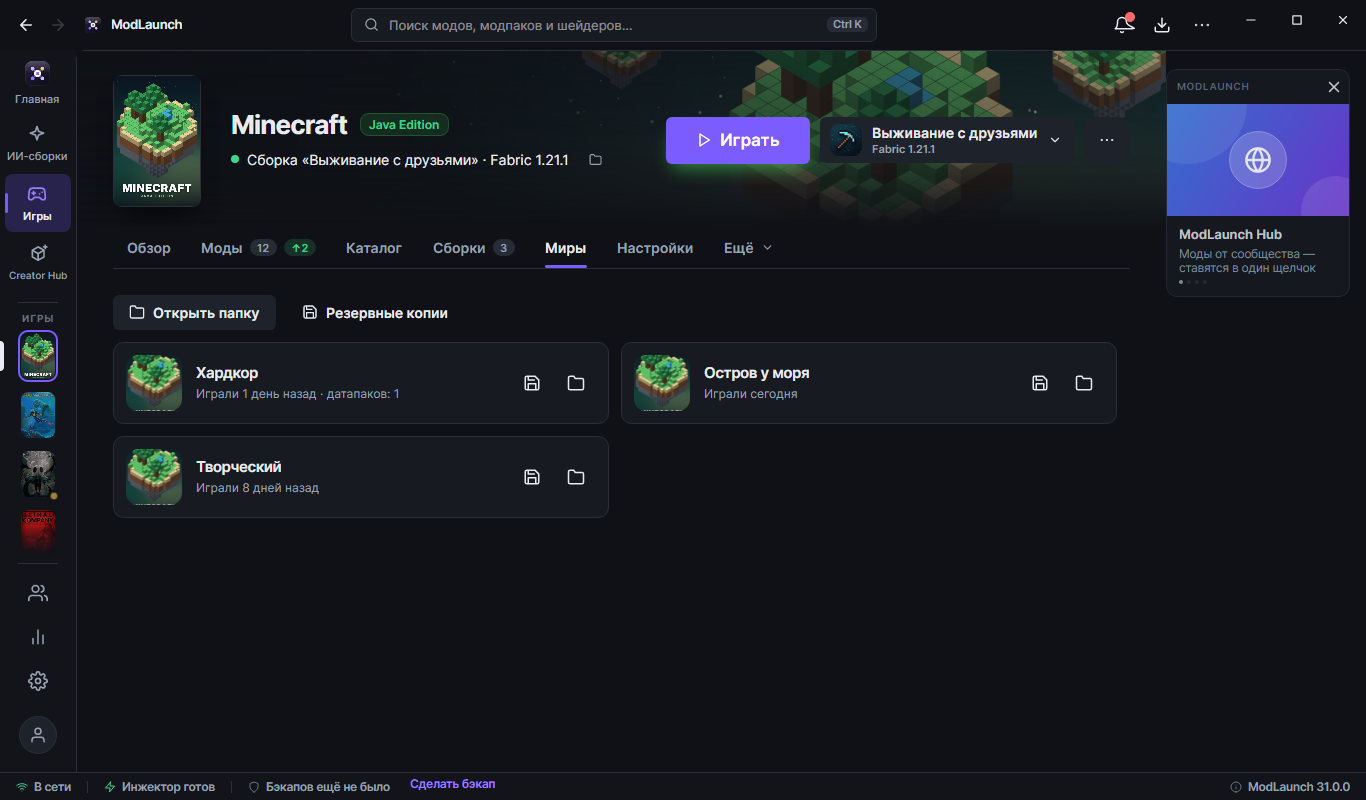 ModLaunch
Поиск модов, модпаков и шейдеров...
Ctrl K
Главная
ИИ-сборки
Игры
Creator Hub
ИГРЫ
MINECRAFT
Minecraft
Java Edition
Сборка «Выживание с друзьями» · Fabric 1.21.1
Играть
Выживание с друзьями
Fabric 1.21.1
MODLAUNCH
ModLaunch Hub
Моды от сообщества —
ставятся в один щелчок
Обзор
Моды 12 ↑2
Каталог
Сборки 3
Миры
Настройки
Ещё
Открыть папку
Резервные копии
Хардкор
Играли 1 день назад · датапаков: 1
Остров у моря
Играли сегодня
Творческий
Играли 8 дней назад
В сети
Инжектор готов
Бэкапов ещё не было
Сделать бэкап
ModLaunch 31.0.0